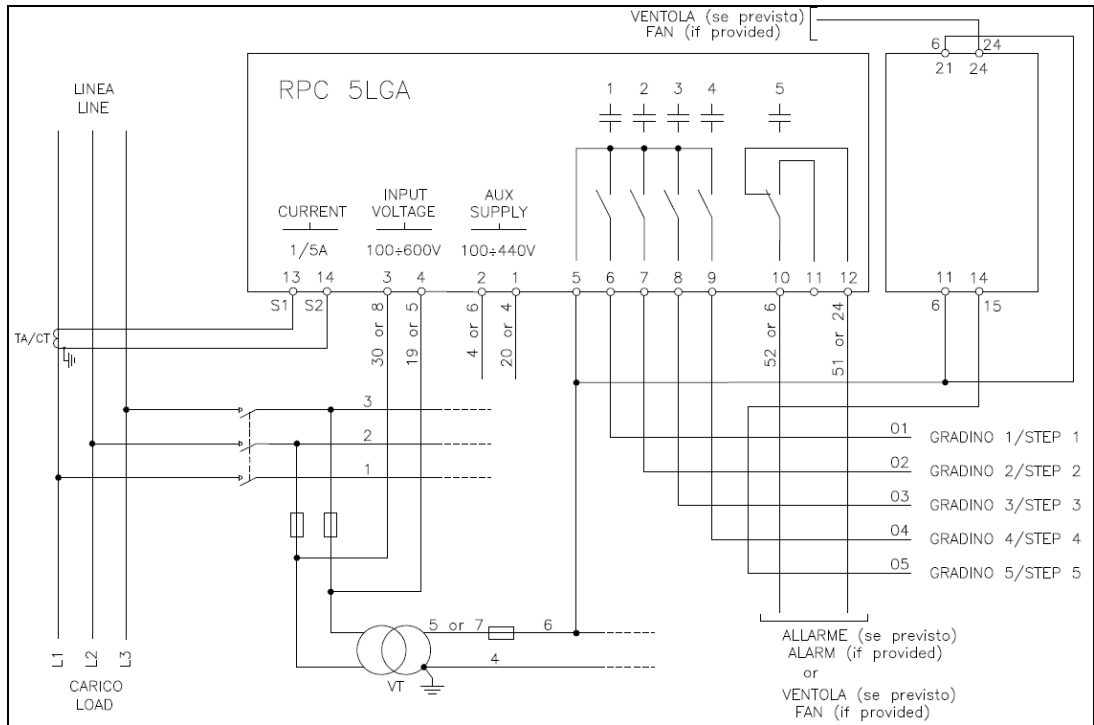 VENTOLA (se prevista)
FAN (if provided)
6 24
21 24
LINEA
LINE
RPC 5LGA
1 2 3 4 5
CURRENT
1/5A
INPUT
VOLTAGE
100÷600V
AUX
SUPPLY
100÷440V
13 14 3 4 2 1 5 6 7 8 9 10 11 12
11 14
S1 S2
6 15
TA/CT
30 or 8
19 or 5
4 or 6
20 or 4
52 or 6
51 or 24
3
2
1
01 GRADINO 1/STEP 1
02 GRADINO 2/STEP 2
03 GRADINO 3/STEP 3
04 GRADINO 4/STEP 4
05 GRADINO 5/STEP 5
5 or 7 6
4
VT
L1 L2 L3
CARICO
LOAD
ALLARME (se previsto)
ALARM (if provided)
or
VENTOLA (se previsto)
FAN (if provided)